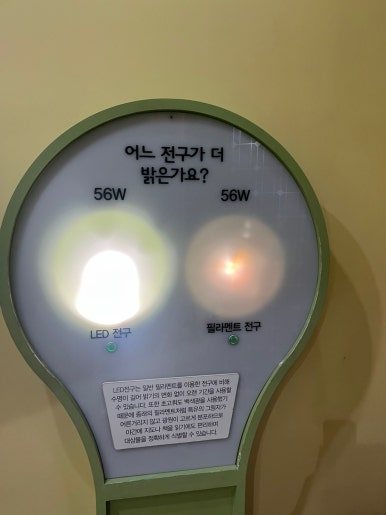 어느 전구가 더
밝은가요?
56W 56W
LED 전구 필라멘트 전구
LED전구는 일반 필라멘트를 이용한 전구에 비해
수명이 길어 밝기의 변화 없이 오랜 기간을 사용할
수 있습니다. 또한 초고휘도 백색광을 사용했기
때문에 종래의 필라멘트처럼 특유의 그림자가
어른거리지 않고 광원이 고르게 분포하므로
야간에 지도나 책을 읽기에도 편리하며
대상물을 정확하게 식별할 수 있습니다.